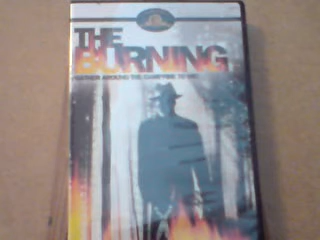 THE
BURNING
GATHER AROUND THE CAMPFIRE TO DIE!